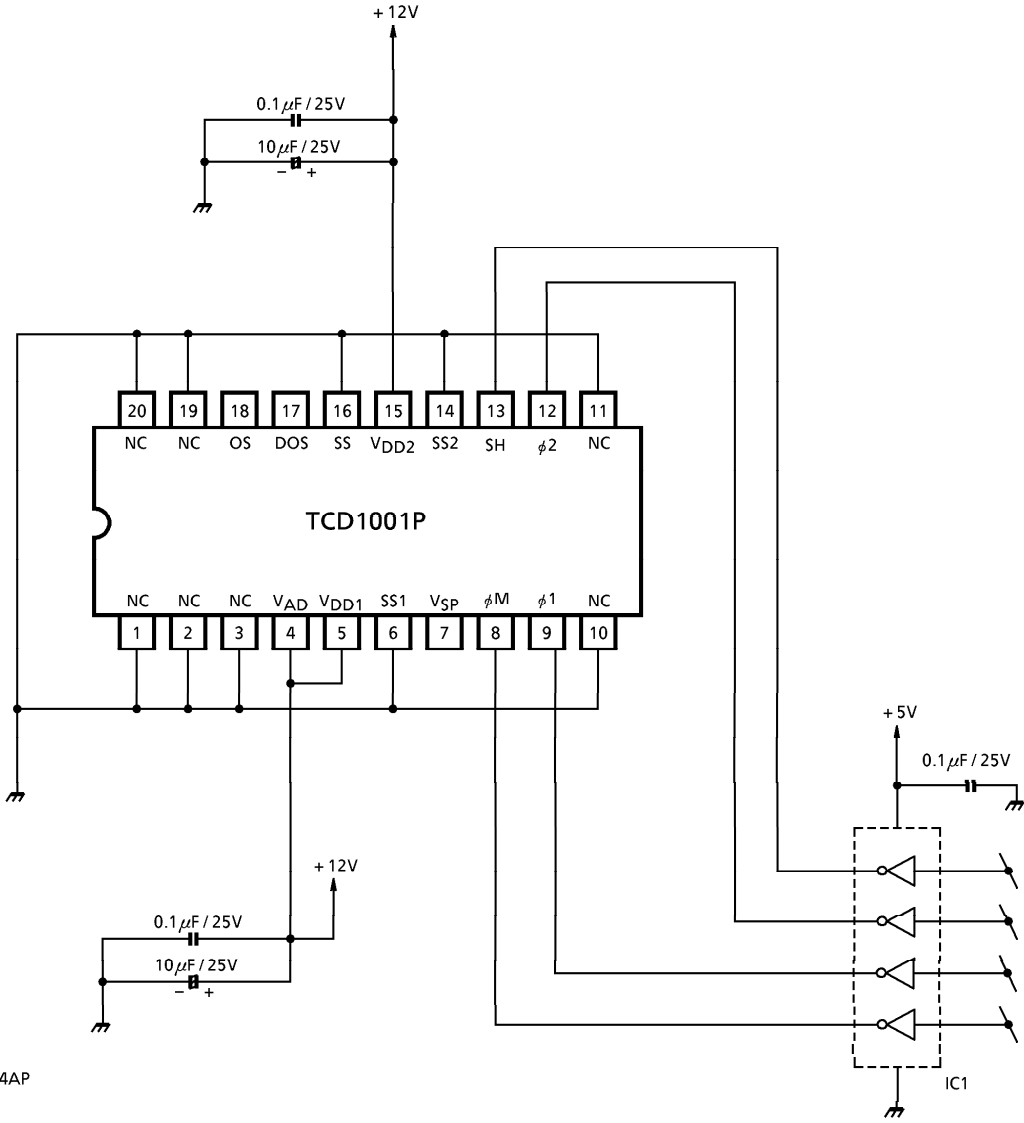 +12V
0.1μF/25V
10μF/25V
− +
20 19 18 17 16 15 14 13 12 11
NC NC OS DOS SS VDD2 SS2 SH ϕ2 NC
TCD1001P
NC NC NC VAD VDD1 SS1 VSP ϕM ϕ1 NC
1 2 3 4 5 6 7 8 9 10
+5V
0.1μF/25V
+12V
0.1μF/25V
10μF/25V
− +
4AP
IC1